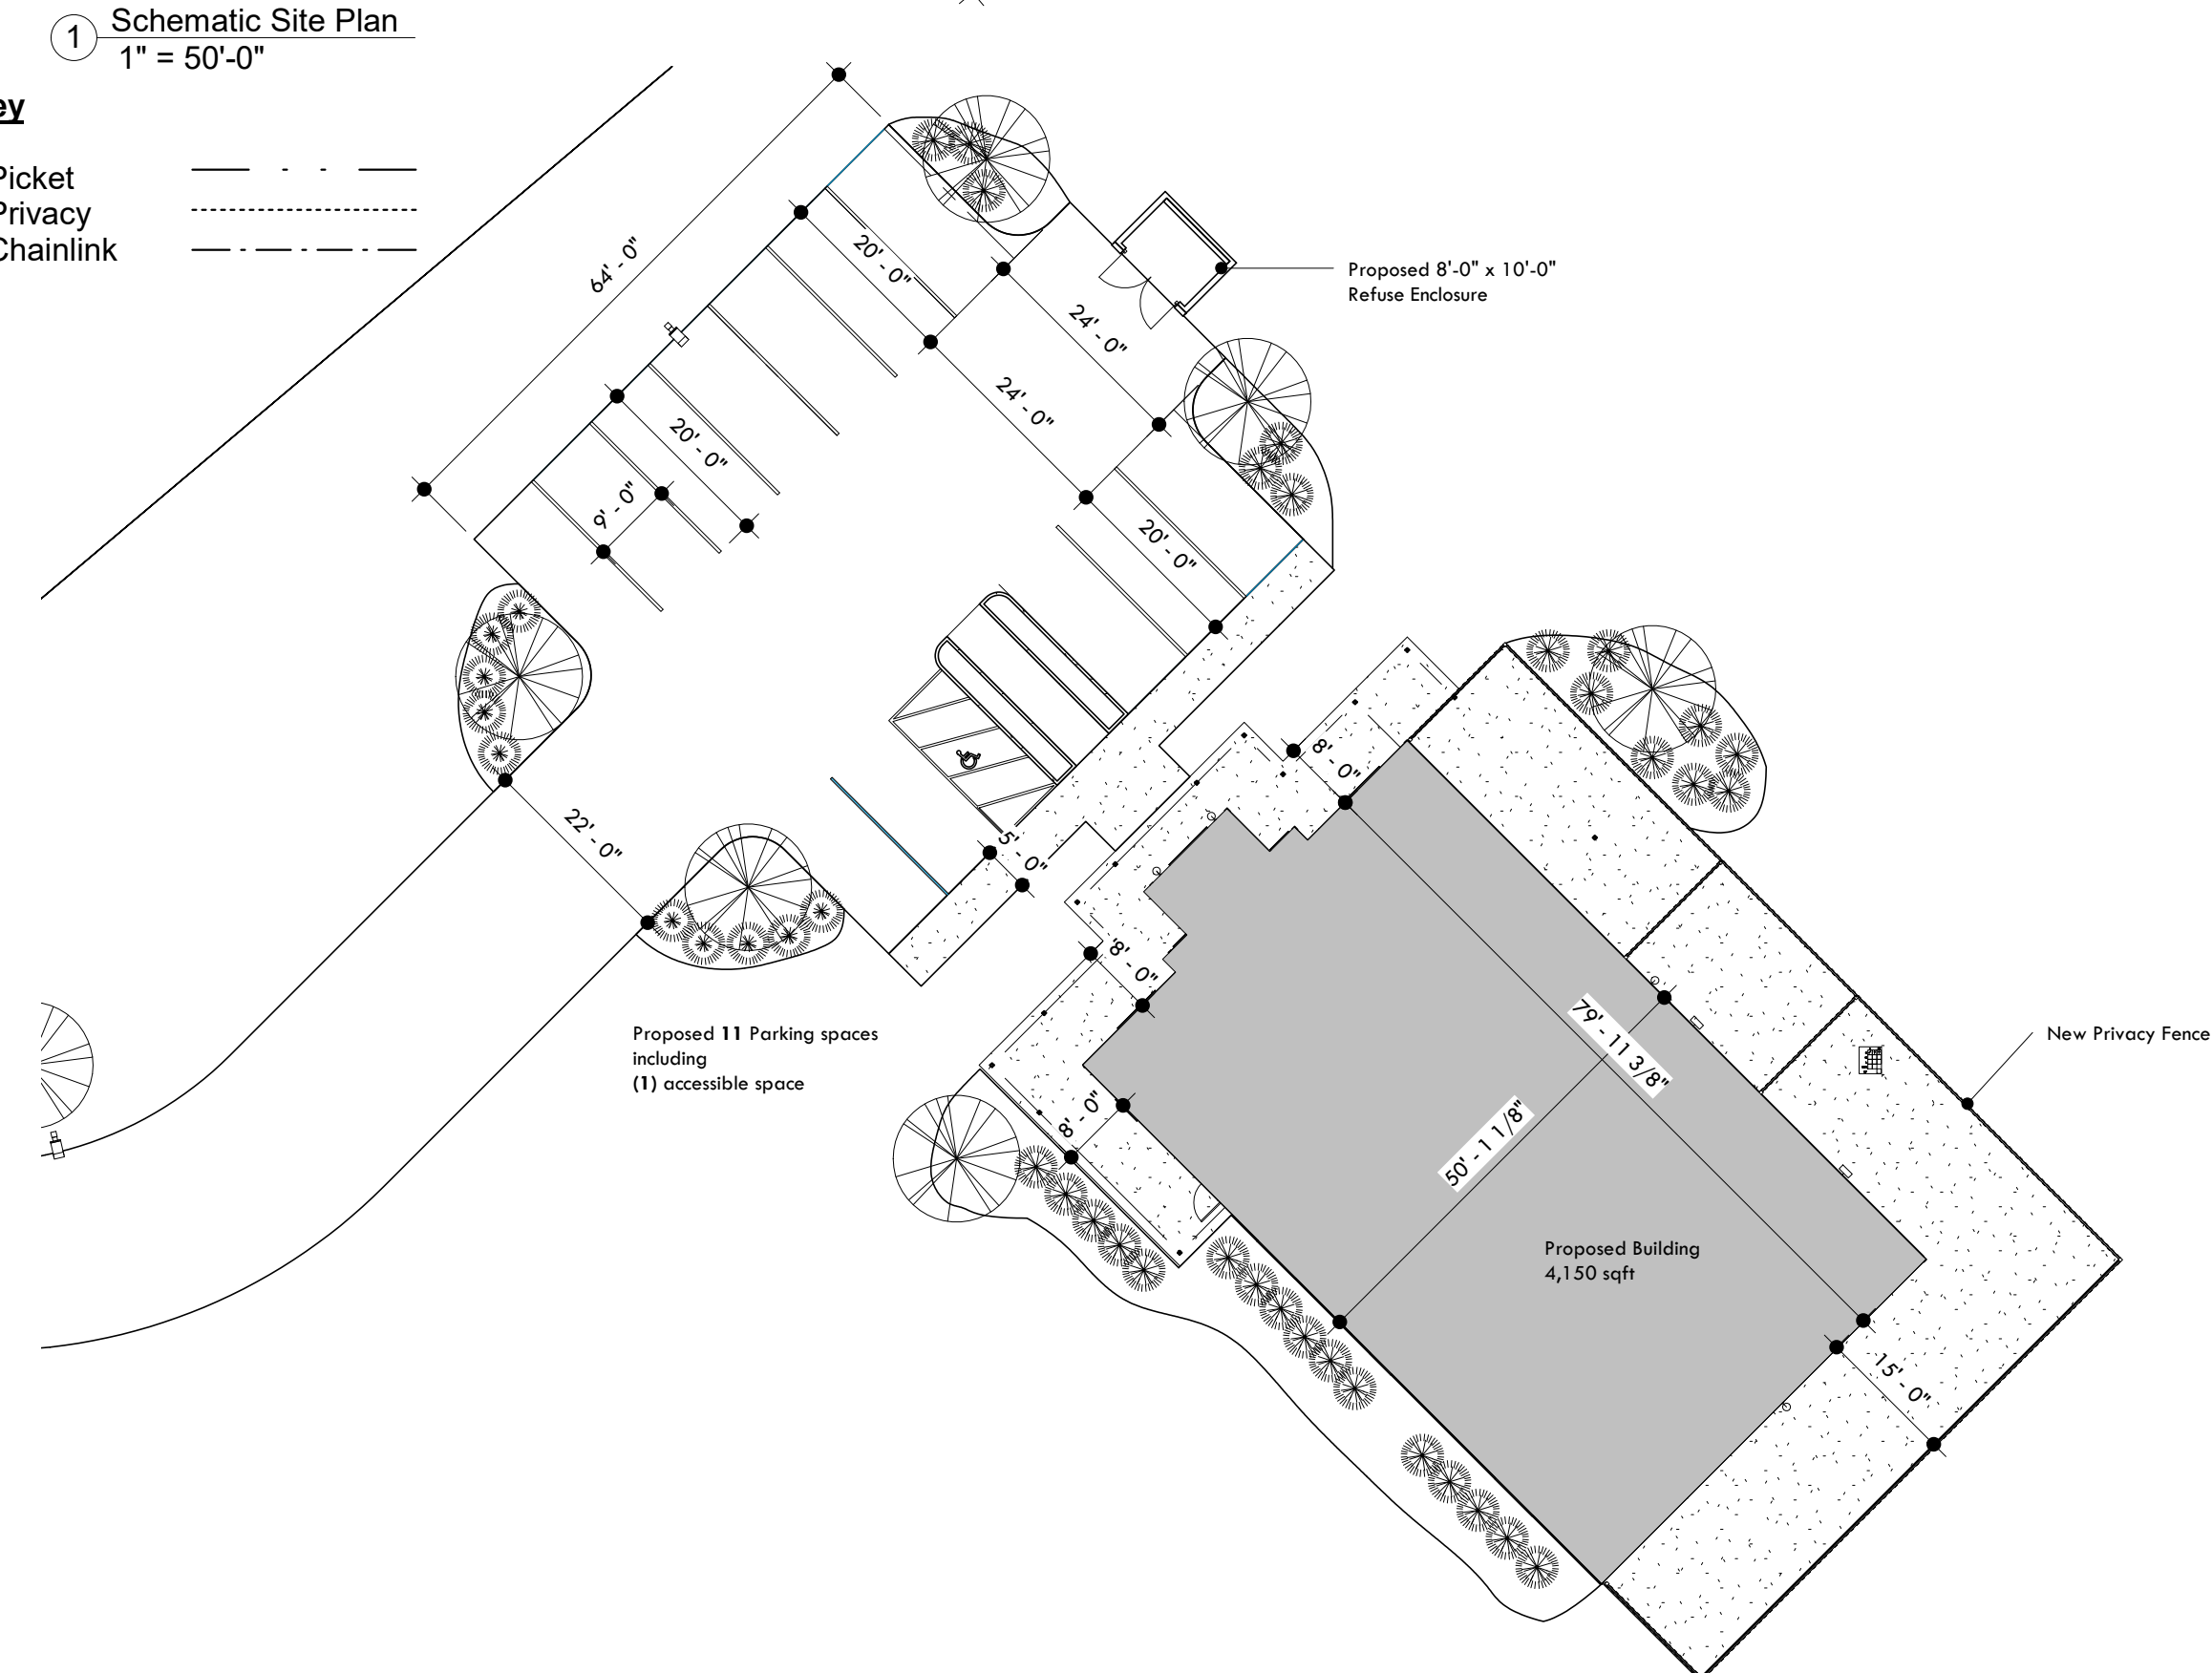 1
Schematic Site Plan
1" = 50'-0"
ey
Picket
Privacy
Chainlink
64' - 0"
20' - 0"
24' - 0"
Proposed 8'-0" x 10'-0"
Refuse Enclosure
24' - 0"
20' - 0"
9' - 0"
20' - 0"
22' - 0"
5' - 0"
8' - 0"
8' - 0"
8' - 0"
Proposed 11 Parking spaces
including
(1) accessible space
79' - 11 3/8"
50' - 1 1/8"
New Privacy Fence
Proposed Building
4,150 sqft
15' - 0"